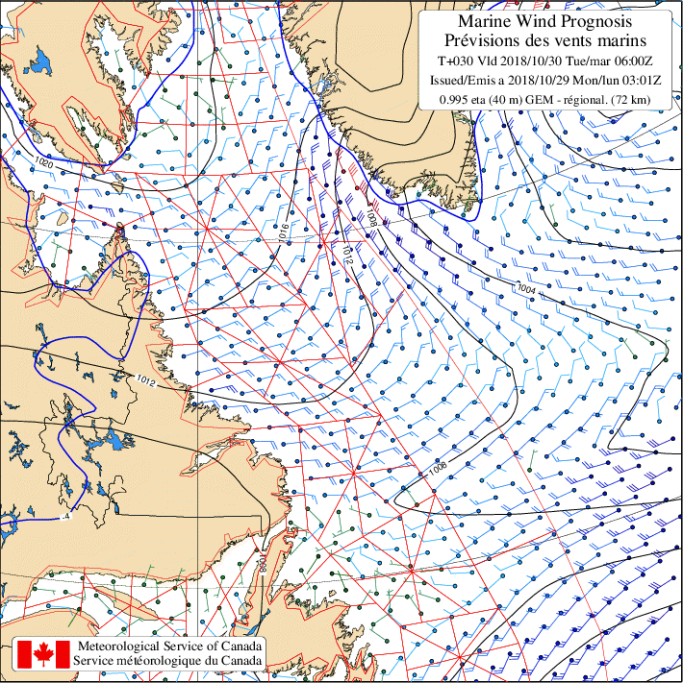 Marine Wind Prognosis
Prévisions des vents marins
T+030 Vld 2018/10/30 Tue/mar 06:00Z
Issued/Emis a 2018/10/29 Mon/lun 03:01Z
0.995 eta (40 m) GEM - régional. (72 km)
1020
1016
1008
1012
1004
1012
1008
1008
-4
Meteorological Service of Canada
Service météorologique du Canada